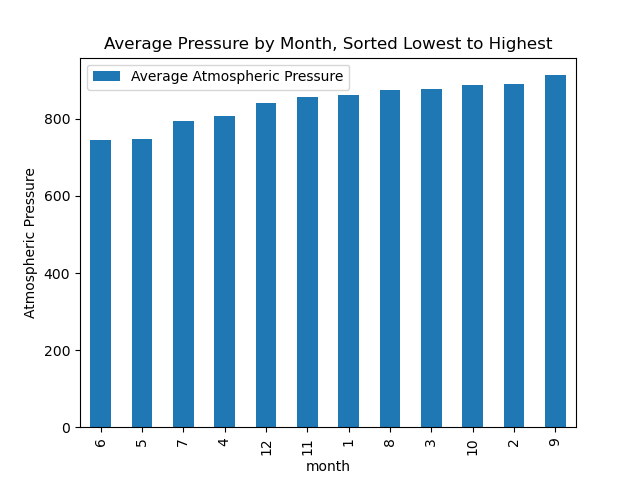 Average Pressure by Month, Sorted Lowest to Highest
Average Atmospheric Pressure
Atmospheric Pressure
800
600
400
200
0
6 5 7 4 12 11 1 8 3 10 2 9
month